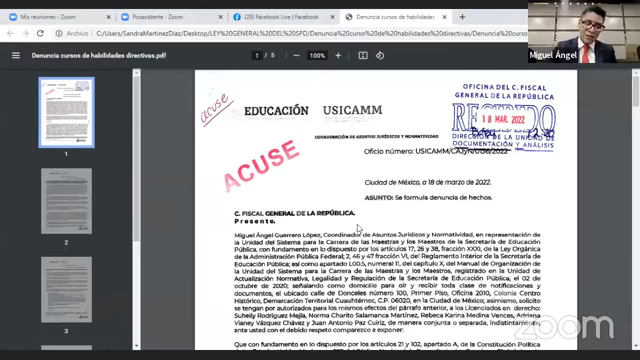 Mis reuniones - Zoom
Posasistente - Zoom
(20) Facebook Live | Facebook
Denuncia cursos de habilidades
Archivo
C:/Users/SandraMartinezDiaz/Desktop/LEY%20GENERAL%20DEL%20SPD/Denuncia%20curso%20de%20habilidades%20directivas/Denuncia%20cursos%20de%20habilidades%20directivas.pdf
Denuncia cursos de habilidades directivas.pdf
1 / 5
100%
Miguel Ángel
1
2
3
acuse
EDUCACIÓN
USICAMM
COORDINACIÓN DE ASUNTOS JURÍDICOS Y NORMATIVIDAD
ACUSE
OFICINA DEL C. FISCAL
GENERAL DE LA REPÚBLICA
RECIBIDO
18 MAR. 2022
DIRECCIÓN DE LA UNIDAD DE
DOCUMENTACIÓN Y ANÁLISIS
Oficio número:
Ciudad de México, a 18 de marzo de 2022.
ASUNTO: Se formula denuncia de hechos.
C. FISCAL GENERAL DE LA REPÚBLICA.
P r e s e n t e.
Miguel Ángel Guerrero López, Coordinador de Asuntos Jurídicos y Normatividad, en representación de
la Unidad del Sistema para la Carrera de las Maestras y los Maestros de la Secretaría de Educación
Pública, con fundamento en lo dispuesto por los artículos 17, 26 y 38, fracción XXIII, de la Ley Orgánica
de la Administración Pública Federal; 2, 46 y 47 fracción VI, del Reglamento Interior de la Secretaría de
Educación Pública; así como apartado 1.00.5, numeral 11, del capítulo X, del Manual de Organización de
la Unidad del Sistema para la Carrera de las Maestras y los Maestros, registrado en la Unidad de
Actualización Normativa, Legalidad y Regulación de la Secretaría de Educación Pública, el 02 de
octubre de 2020; señalando como domicilio para oír y recibir toda clase de notificaciones y
documentos, el ubicado calle de Donceles número 100, Primer Piso, Oficina 2010, Colonia Centro
Histórico, Demarcación Territorial Cuauhtémoc, C.P. 06020, en la Ciudad de México; asimismo, solicito
se tengan por autorizados para los mismos efectos del párrafo anterior, a los Licenciados en derecho:
Suheily Rodríguez Mejía, Norma Charito Salamanca Martínez, Rebeca Karina Medina Vences, Adriana
Vianey Vázquez Chávez y Juan Antonio Paz Cuiriz, de manera conjunta o separada, indistintamente,
ante usted con el debido respeto comparezco a exponer:
Que con fundamento en lo dispuesto por los artículos 21 y 102, apartado A, de la Constitución Política
zoom